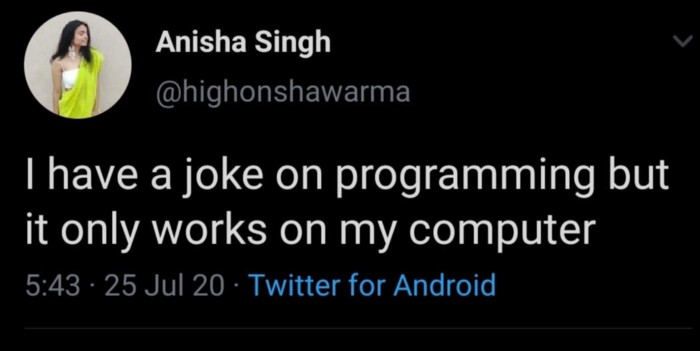 Anisha Singh
@highonshawarma
I have a joke on programming but
it only works on my computer
5:43 · 25 Jul 20 · Twitter for Android